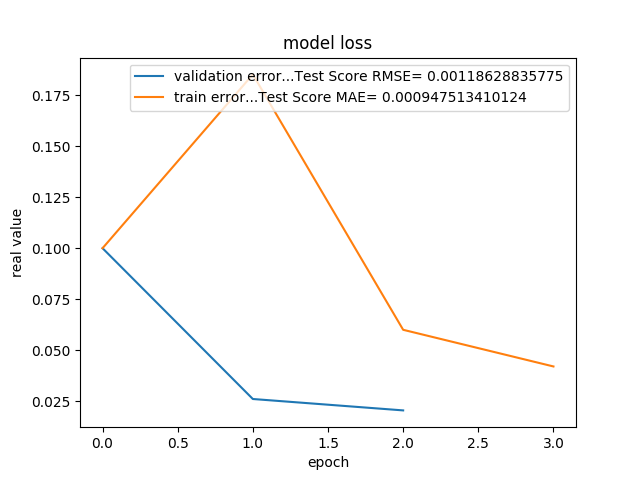 model loss
validation error...Test Score RMSE= 0.00118628835775
train error...Test Score MAE= 0.000947513410124
0.175
0.150
0.125
0.100
0.075
0.050
0.025
real value
0.0 0.5 1.0 1.5 2.0 2.5 3.0
epoch